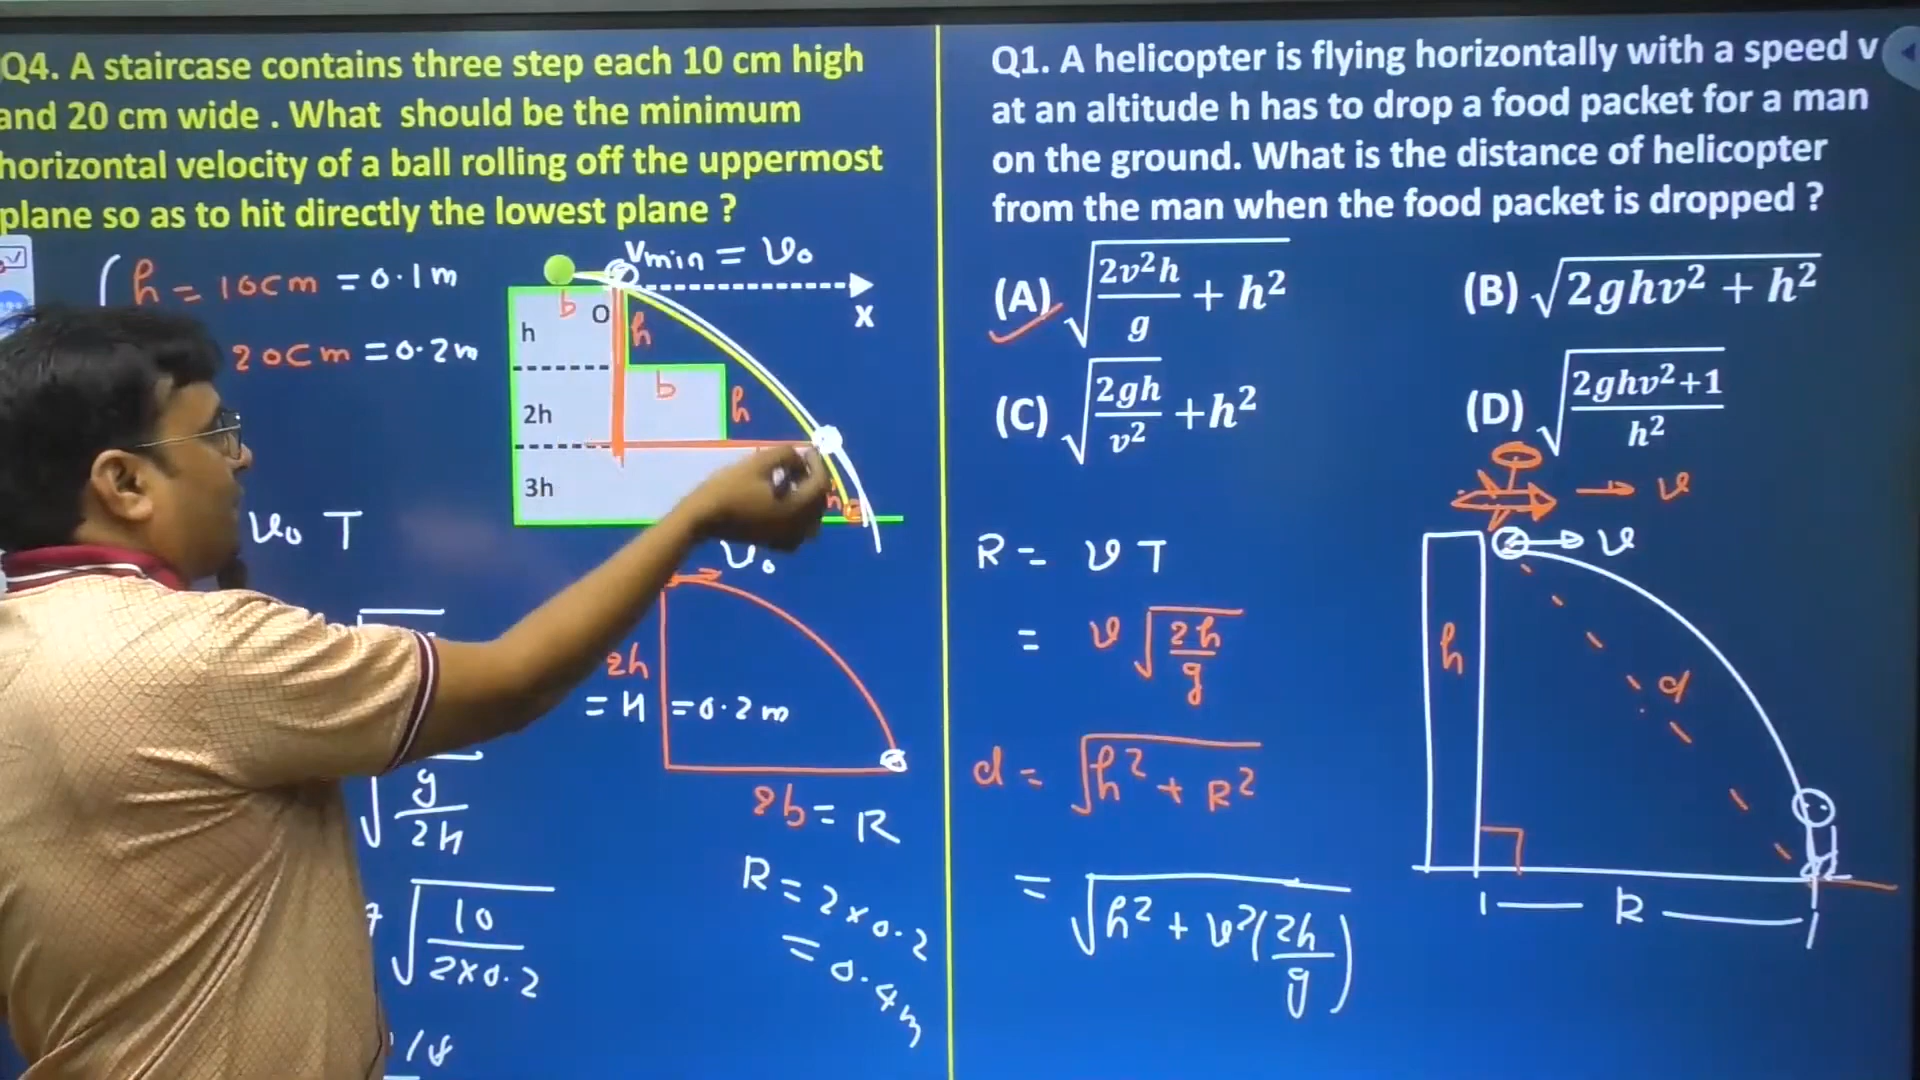 Q4. A staircase contains three step each 10 cm high
and 20 cm wide . What should be the minimum
horizontal velocity of a ball rolling off the uppermost
plane so as to hit directly the lowest plane ?
h = 10cm = 0.1m
20cm = 0.2m
Vmin = v₀
x
b
O
h
h
b
h
2h
3h
v₀ T
v₀
2h
= H = 0.2m
√g/2H
2b = R
R = 2×0.2
= 0.4m
√10/2×0.2
/s
Q1. A helicopter is flying horizontally with a speed v
at an altitude h has to drop a food packet for a man
on the ground. What is the distance of helicopter
from the man when the food packet is dropped ?
(A) √(2v²h/g + h²)
(B) √(2ghv² + h²)
(C) √(2gh/v²) +h²
(D) √(2ghv²+1/h²)
→ v
→ v
R = v T
= v √2h/g
d = √h² + R²
= √h² + v²(2h/g)
h
d
R